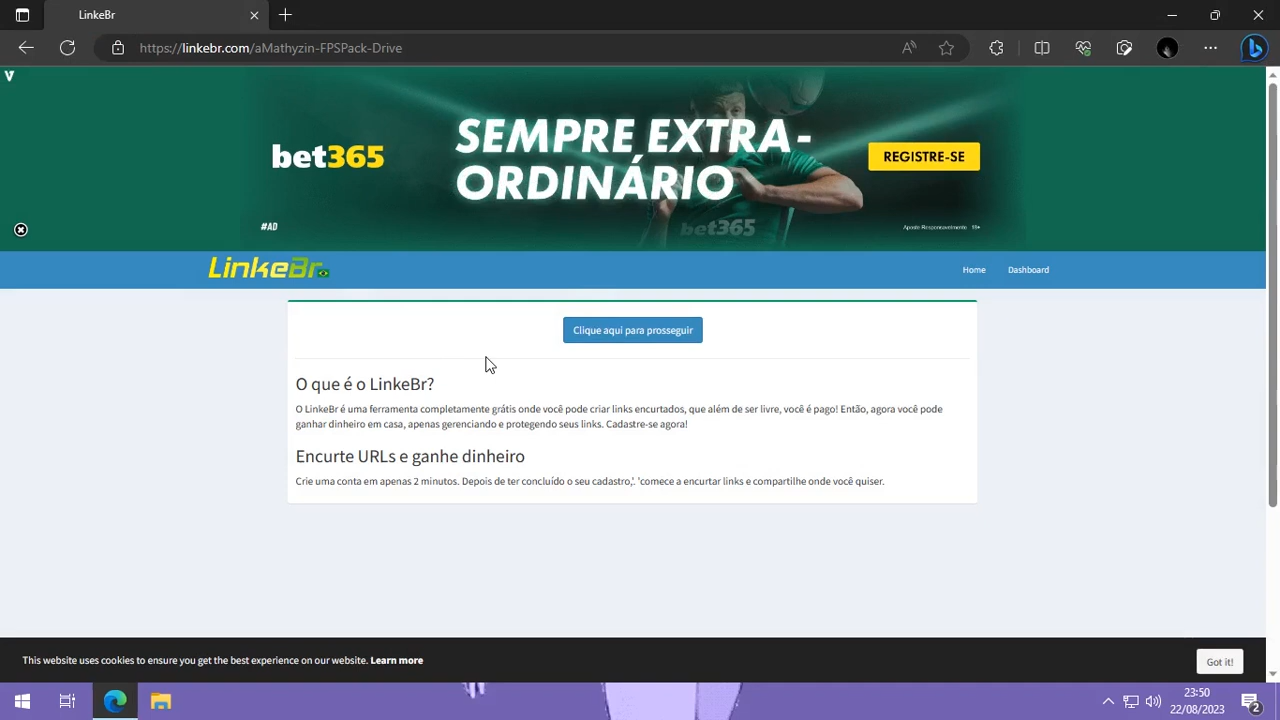 LinkeBr
https://linkebr.com/aMathyzin-FPSPack-Drive
V
bet365
SEMPRE EXTRA-
ORDINÁRIO
REGISTRE-SE
bet365
#AD
Aposte Responsavelmente 18+
LinkeBr
Home
Dashboard
Clique aqui para prosseguir
O que é o LinkeBr?
O LinkeBr é uma ferramenta completamente grátis onde você pode criar links encurtados, que além de ser livre, você é pago! Então, agora você pode
ganhar dinheiro em casa, apenas gerenciando e protegendo seus links. Cadastre-se agora!
Encurte URLs e ganhe dinheiro
Crie uma conta em apenas 2 minutos. Depois de ter concluído o seu cadastro,'. 'comece a encurtar links e compartilhe onde você quiser.
This website uses cookies to ensure you get the best experience on our website. Learn more
Got it!
23:50
22/08/2023
2